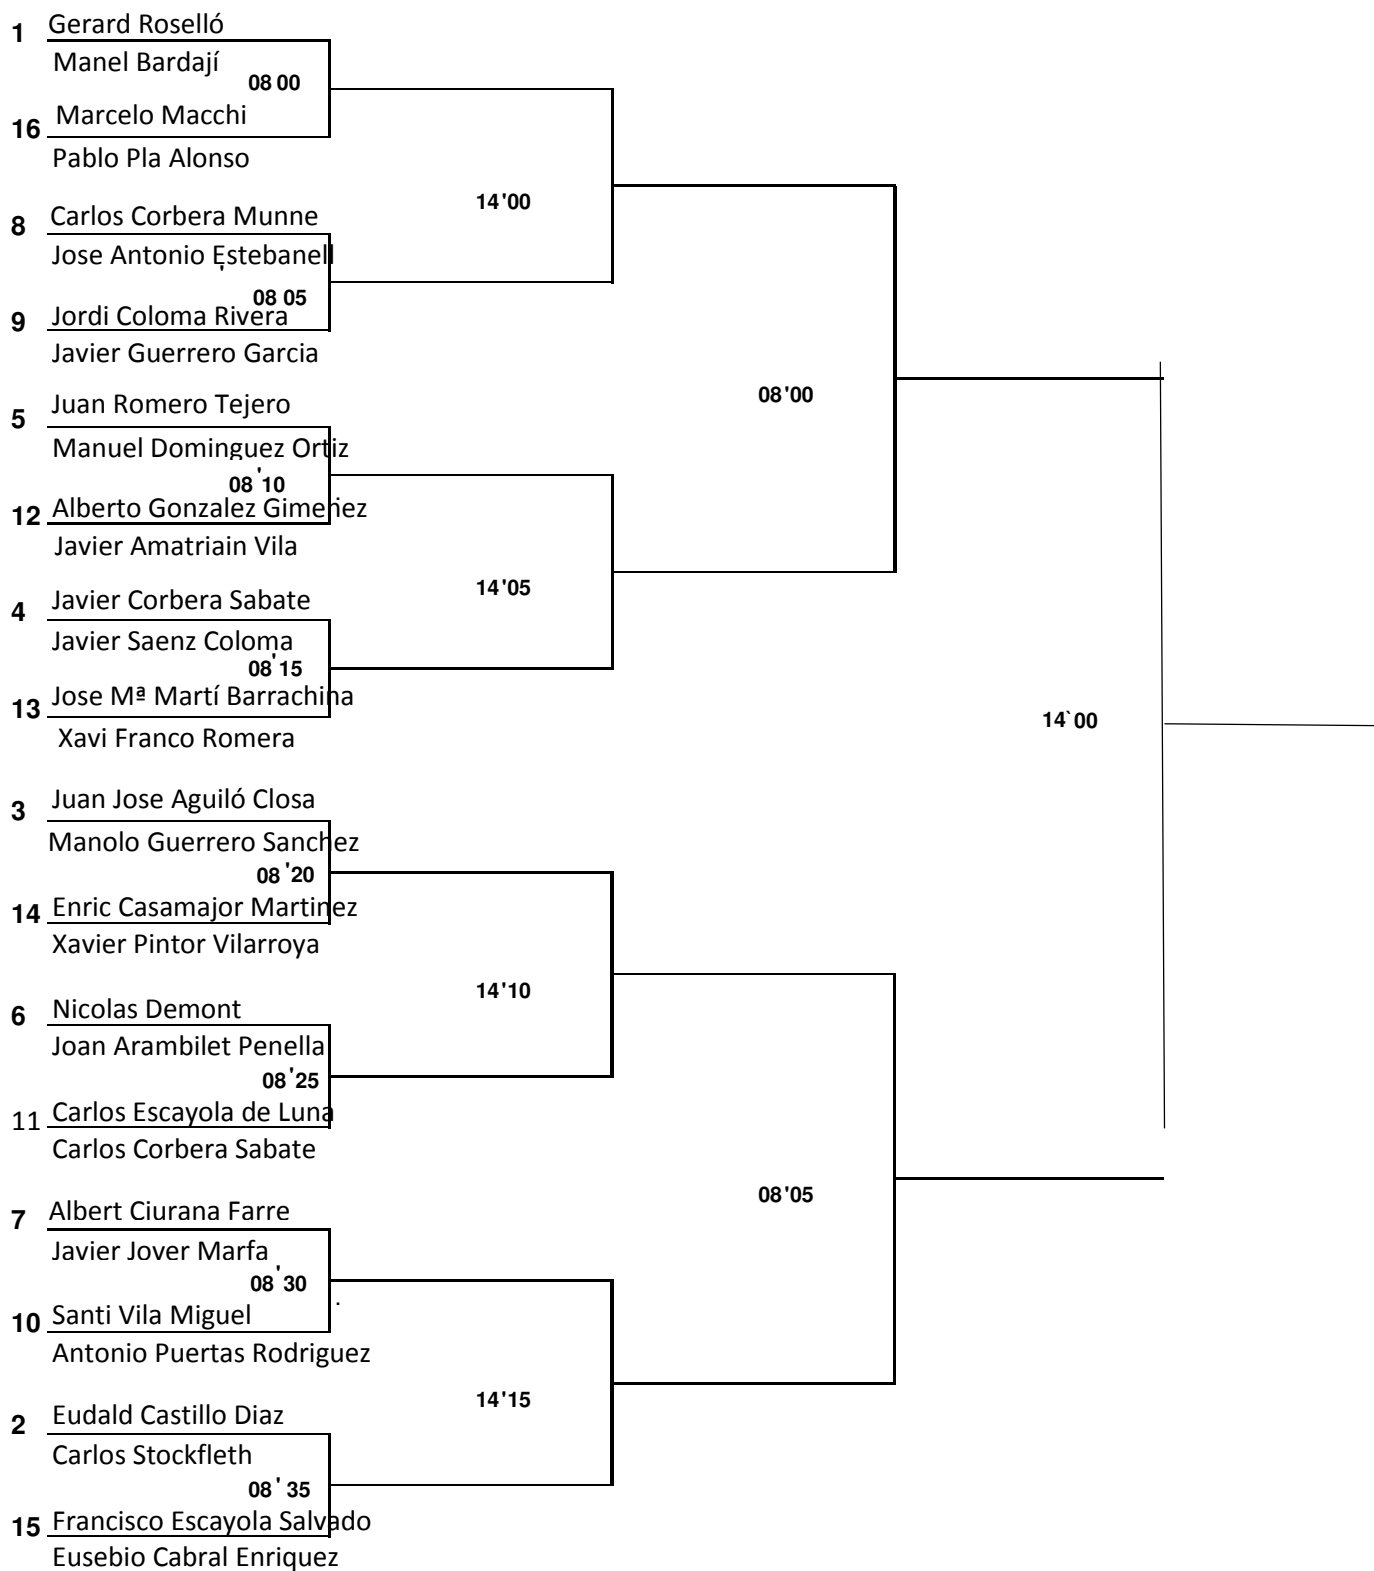 1 Gerard Roselló
Manel Bardají
08 00
16 Marcelo Macchi
Pablo Pla Alonso
14'00
8 Carlos Corbera Munne
Jose Antonio Estebanell
08'05
9 Jordi Coloma Rivera
Javier Guerrero Garcia
08'00
5 Juan Romero Tejero
Manuel Dominguez Ortiz
08'10
12 Alberto Gonzalez Gimenez
Javier Amatriain Vila
14'05
4 Javier Corbera Sabate
Javier Saenz Coloma
08'15
13 Jose Mª Martí Barrachina
Xavi Franco Romera
14`00
3 Juan Jose Aguiló Closa
Manolo Guerrero Sanchez
08'20
14 Enric Casamajor Martinez
Xavier Pintor Vilarroya
14'10
6 Nicolas Demont
Joan Arambilet Penella
08'25
11 Carlos Escayola de Luna
Carlos Corbera Sabate
08'05
7 Albert Ciurana Farre
Javier Jover Marfa
08'30
10 Santi Vila Miguel
Antonio Puertas Rodriguez
14'15
2 Eudald Castillo Diaz
Carlos Stockfleth
08'35
15 Francisco Escayola Salvado
Eusebio Cabral Enriquez